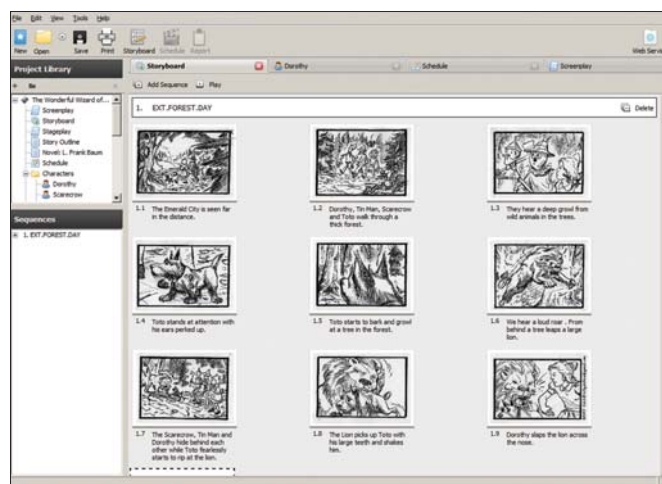 File Edit View Tools Help
New Open Save Print Storyboard Schedule Report Web Serv
Project Library
Storyboard Dorothy Schedule Screenplay
Add Sequence Play
The Wonderful Wizard of...
Screenplay
Storyboard
Stageplay
Story Outline
Novel: L. Frank Baum
Schedule
Characters
Dorothy
Scarecrow
Sequences
1. EXT.FOREST.DAY
1. EXT.FOREST.DAY Delete
1.1 The Emerald City is seen far
in the distance.
1.2 Dorothy, Tin Man, Scarecrow
and Toto walk through a
thick forest.
1.3 They hear a deep growl from
wild animals in the trees.
1.4 Toto stands at attention with
his ears perked up.
1.5 Toto starts to bark and growl
at a tree in the forest.
1.6 We hear a loud roar . From
behind a tree leaps a large
lion.
1.7 The Scarecrow, Tin Man and
Dorothy hide behind each
other while Toto fearlessly
starts to rip at the lion.
1.8 The Lion picks up Toto with
his large teeth and shakes
him.
1.9 Dorothy slaps the lion across
the nose.